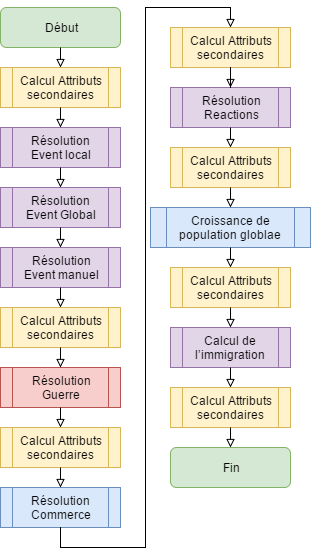 Début
Calcul Attributs
secondaires
Résolution
Event local
Résolution
Event Global
Résolution
Event manuel
Calcul Attributs
secondaires
Résolution
Guerre
Calcul Attributs
secondaires
Résolution
Commerce
Calcul Attributs
secondaires
Résolution
Reactions
Calcul Attributs
secondaires
Croissance de
population globlae
Calcul Attributs
secondaires
Calcul de
l'immigration
Calcul Attributs
secondaires
Fin